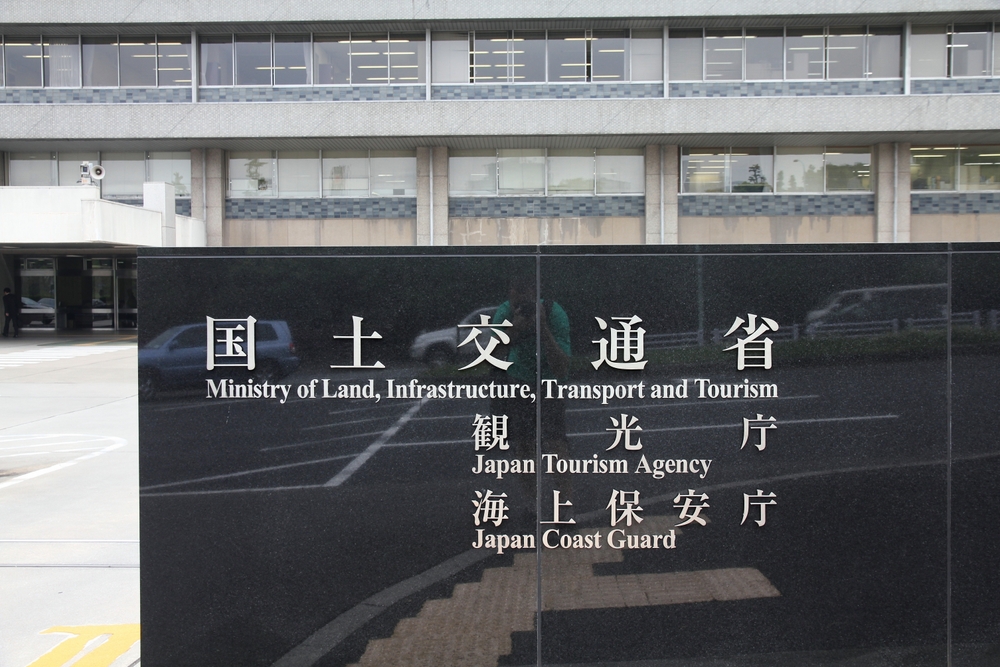 国土交通省
Ministry of Land, Infrastructure, Transport and Tourism
観光庁
Japan Tourism Agency
海上保安庁
Japan Coast Guard